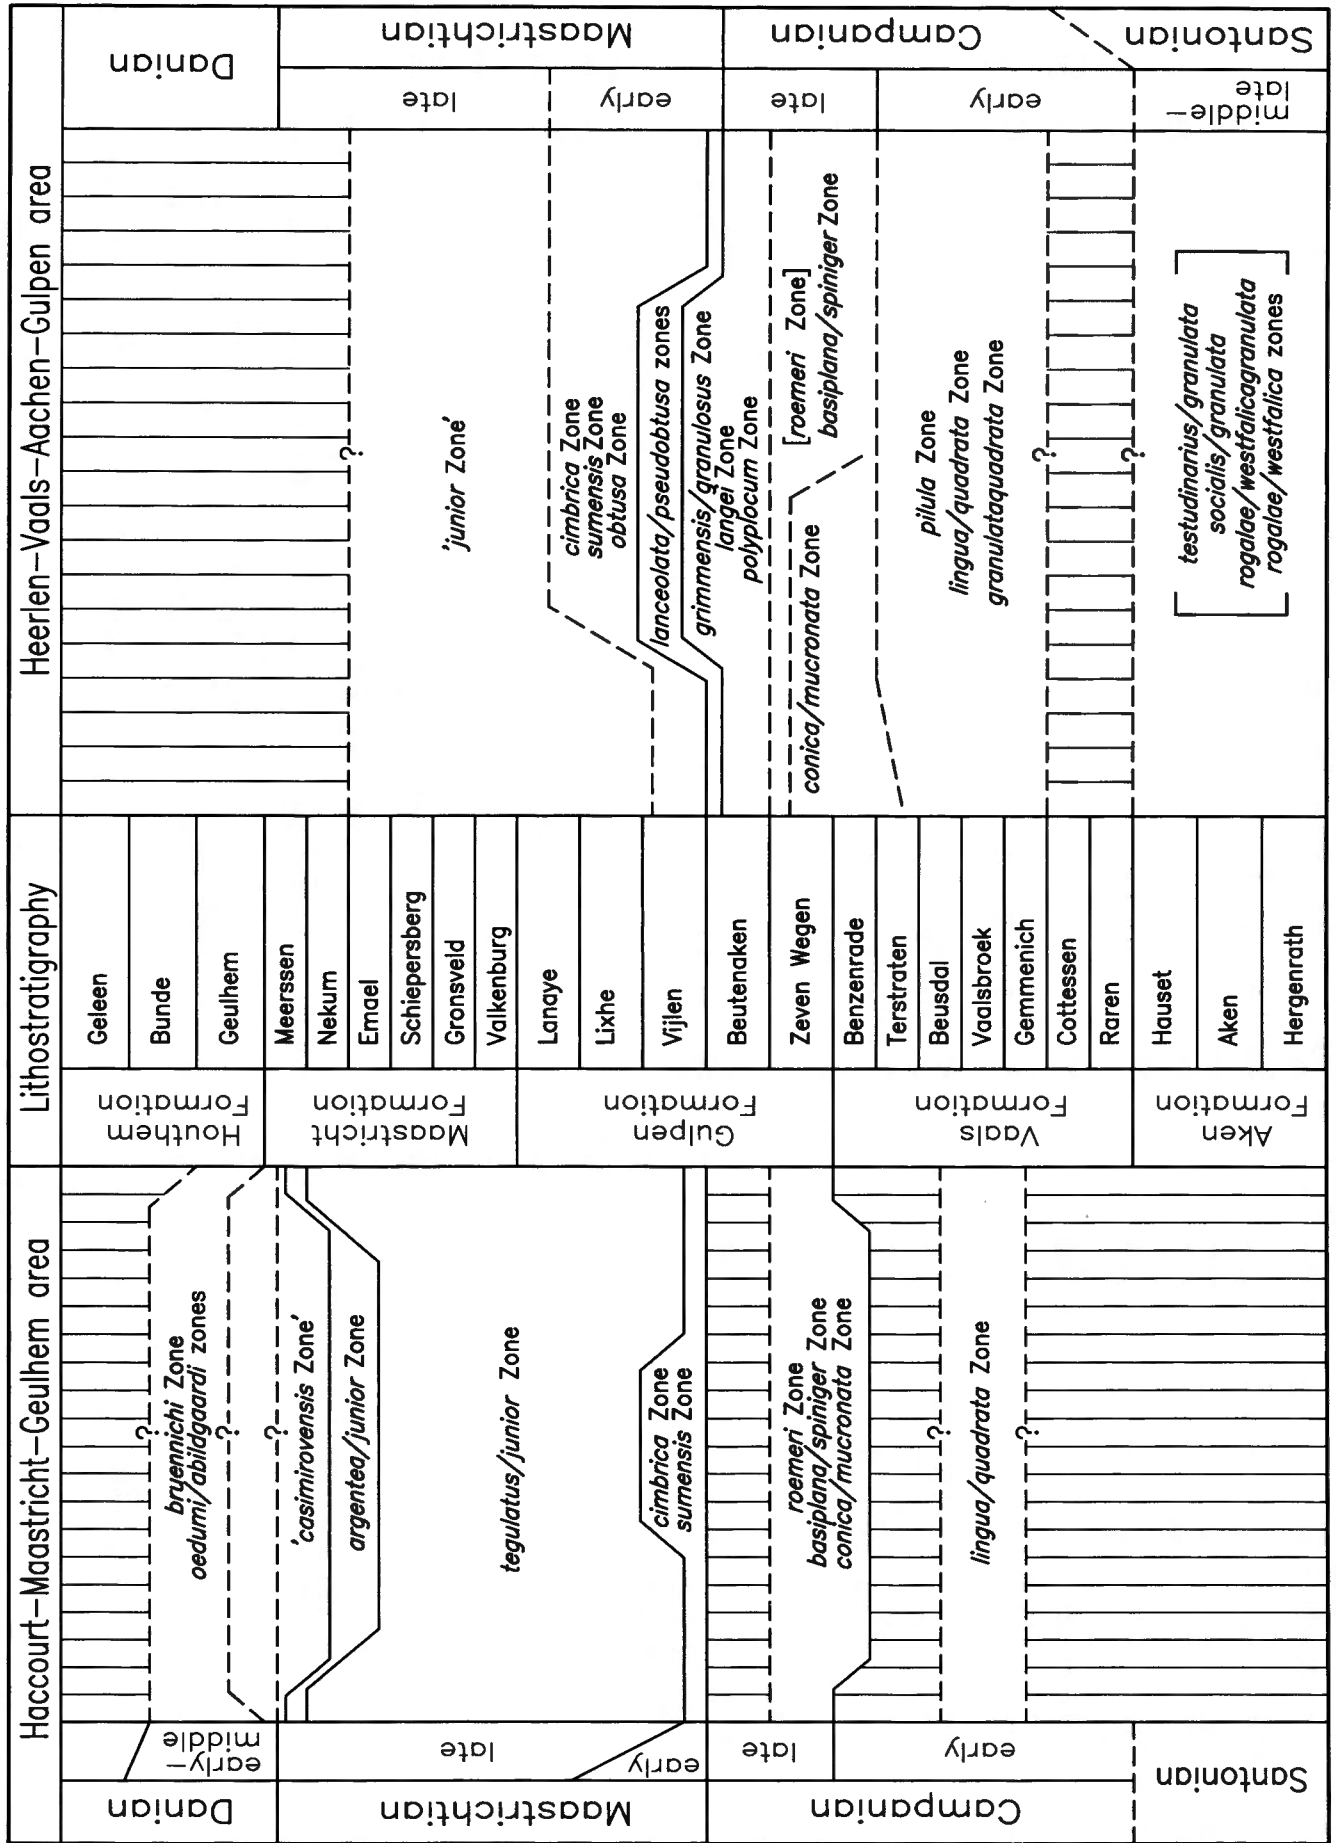 Haccourt–Maastricht–Geulhem area
Lithostratigraphy
Heerlen–Vaals–Aachen–Gulpen area
Danian
early–
middle
Maastrichtian
late
early
Campanian
late
early
Santonian
?
bryennichi Zone
oedumi/abildgaardi zones
?
?
'casimirovensis Zone'
argentea/junior Zone
tegulatus/junior Zone
cimbrica Zone
sumensis Zone
roemeri Zone
basiplana/spiniger Zone
conica/mucronata Zone
?
lingua/quadrata Zone
?
Houthem
Formation
Maastricht
Formation
Gulpen
Formation
Vaals
Formation
Aken
Formation
Geleen
Bunde
Geulhem
Meerssen
Nekum
Emael
Schiepersberg
Gronsveld
Valkenburg
Lanaye
Lixhe
Vijlen
Beutenaken
Zeven Wegen
Benzenrade
Terstraten
Beusdal
Vaalsbroek
Gemmenich
Cottessen
Raren
Hauset
Aken
Hergenrath
?
'junior Zone'
cimbrica Zone
sumensis Zone
obtusa Zone
lanceolata/pseudobtusa zones
grimmensis/granulosus Zone
langei Zone
polyplocum Zone
conica/mucronata Zone
[roemeri Zone]
basiplana/spiniger Zone
pilula Zone
lingua/quadrata Zone
granulataquadrata Zone
?
?
testudinarius/granulata
socialis/granulata
rogalae/westfalicagranulata
rogalae/westfalica zones
Danian
Maastrichtian
late
early
Campanian
late
early
Santonian
middle–
late